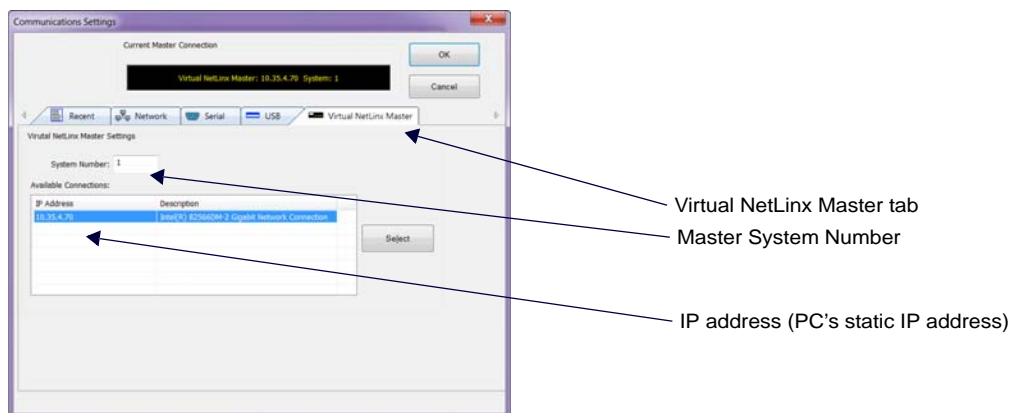 Communications Settings
Current Master Connection
OK
Virtual NetLinx Master: 10.35.4.70 System: 1
Cancel
Recent
Network
Serial
USB
Virtual NetLinx Master
Virutal NetLinx Master Settings
System Number: 1
Available Connections:
IP Address Description
10.35.4.70 Intel(R) 82566DM-2 Gigabit Network Connection
Select
Virtual NetLinx Master tab
Master System Number
IP address (PC's static IP address)